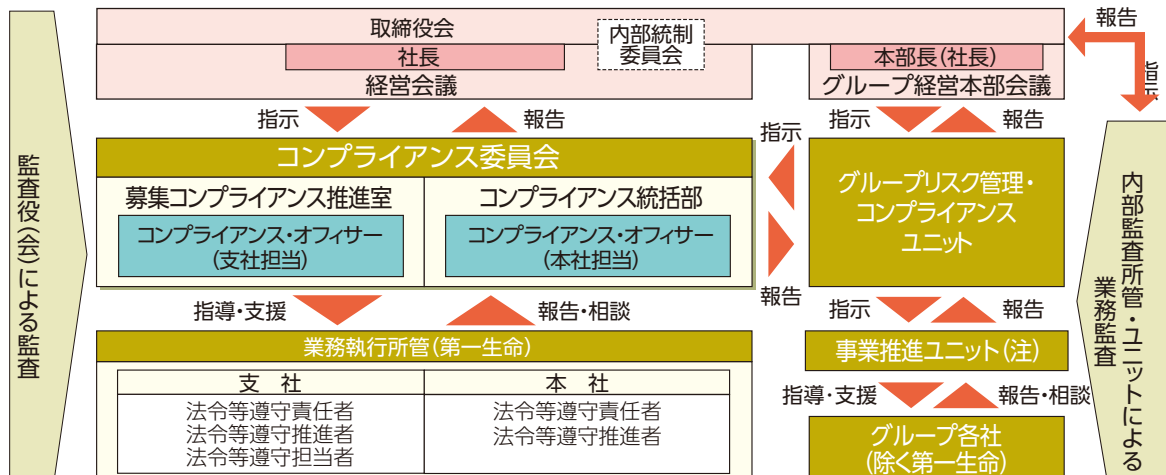 取締役会
内部統制
委員会
社長
経営会議
本部長(社長)
グループ経営本部会議
報告
指示
指示
報告
指示
報告
監査役(会)による監査
コンプライアンス委員会
募集コンプライアンス推進室
コンプライアンス・オフィサー
(支社担当)
コンプライアンス統括部
コンプライアンス・オフィサー
(本社担当)
指示
報告
グループリスク管理・
コンプライアンス
ユニット
内部監査所管・ユニットによる
業務監査
指導・支援
報告・相談
指示
報告
業務執行所管(第一生命)
支 社
法令等遵守責任者
法令等遵守推進者
法令等遵守担当者
本 社
法令等遵守責任者
法令等遵守推進者
事業推進ユニット(注)
指導・支援
報告・相談
グループ各社
(除く第一生命)